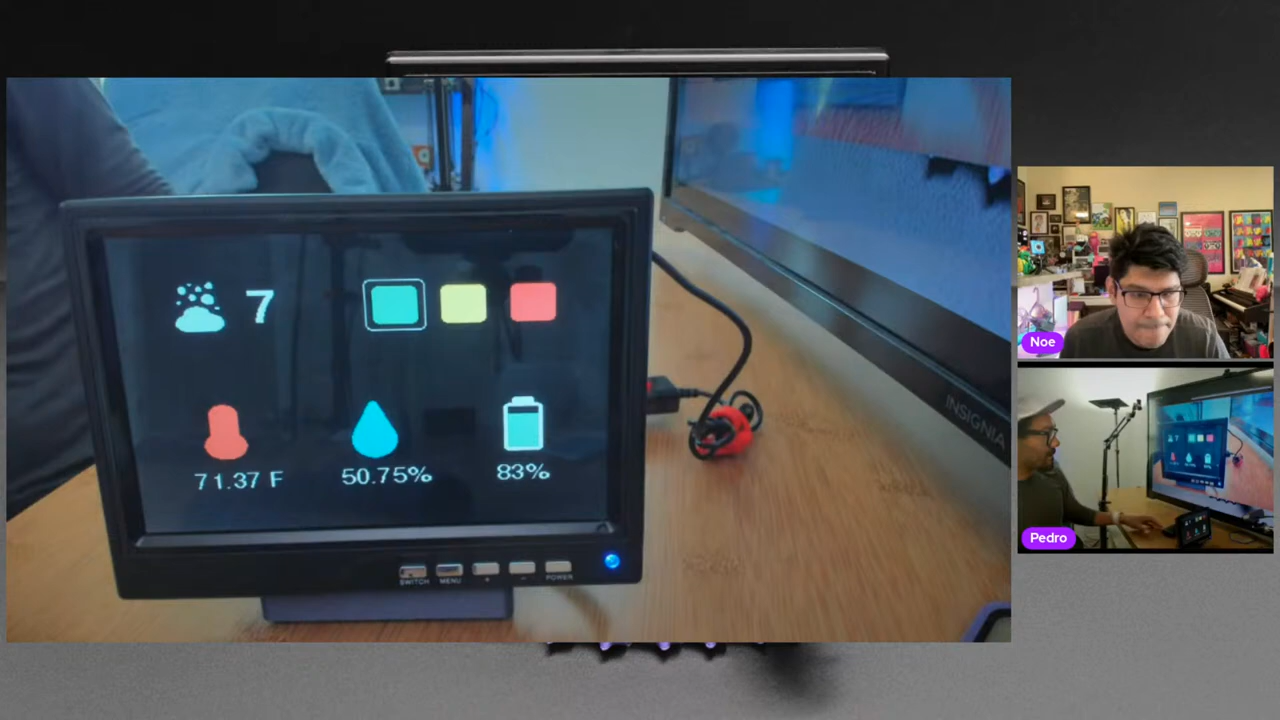 7
71.37 F
50.75%
83%
SWITCH
MENU
+
-
POWER
INSIGNIA
Noe
Pedro